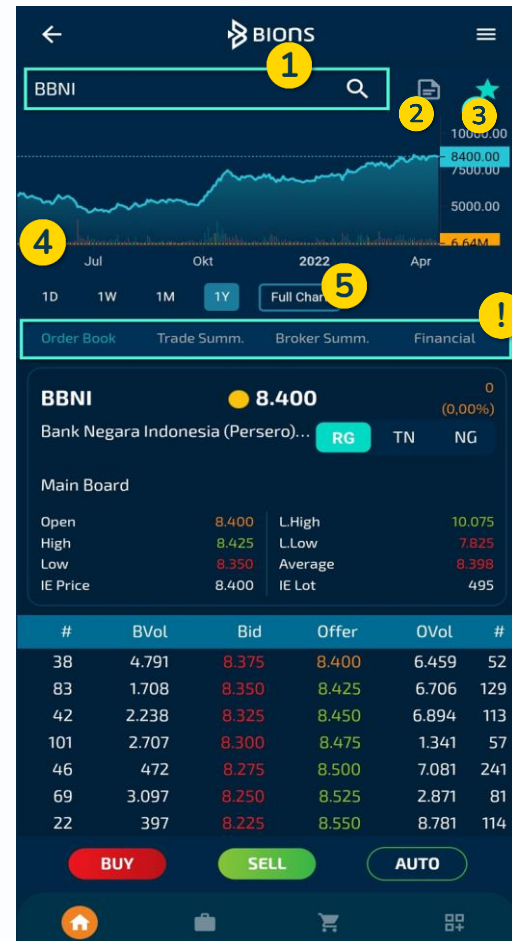 BIONS
1
BBNI
2
3
10000.00
8400.00
7500.00
5000.00
6.64M
4
Jul Okt 2022 Apr
5
1D 1W 1M 1Y Full Chart
!
Order Book Trade Summ. Broker Summ. Financial
BBNI 8.400 0
(0,00%)
Bank Negara Indonesia (Persero)... RG TN NG
Main Board
Open 8.400 L.High 10.075
High 8.425 L.Low 7.825
Low 8.350 Average 8.398
IE Price 8.400 IE Lot 495
# BVol Bid Offer OVol #
38 4.791 8.375 8.400 6.459 52
83 1.708 8.350 8.425 6.706 129
42 2.238 8.325 8.450 6.894 113
101 2.707 8.300 8.475 1.341 57
46 472 8.275 8.500 7.081 241
69 3.097 8.250 8.525 2.871 81
22 397 8.225 8.550 8.781 114
BUY SELL AUTO